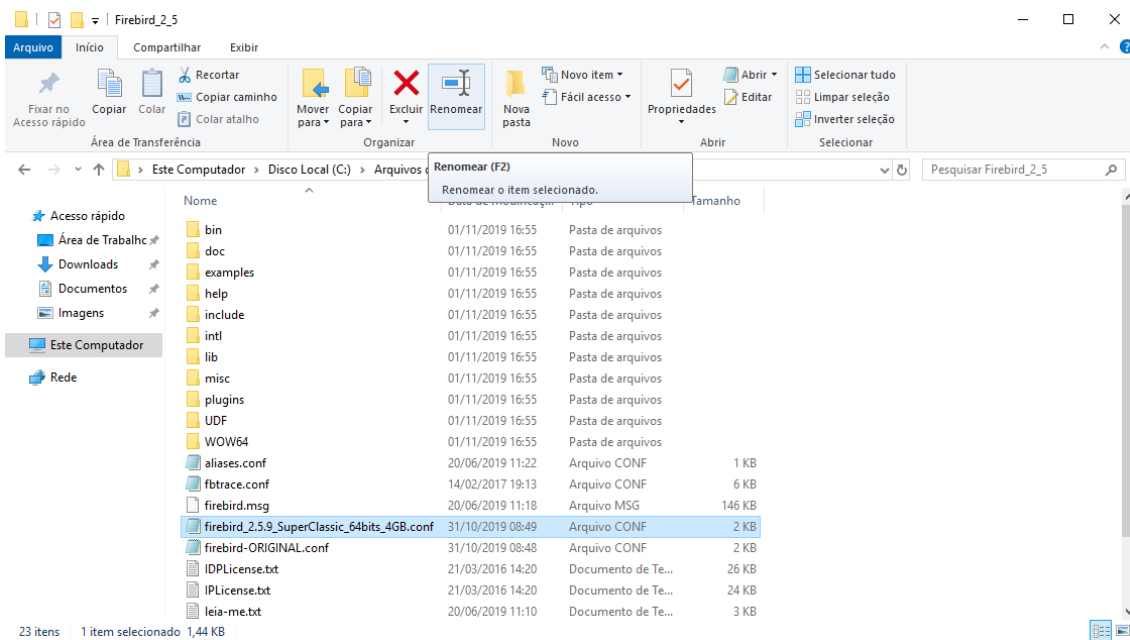 Firebird_2_5
Arquivo Início Compartilhar Exibir
Fixar no Acesso rápido
Copiar
Colar
Recortar
Copiar caminho
Colar atalho
Mover para
Copiar para
Excluir
Renomear
Nova pasta
Novo item
Fácil acesso
Propriedades
Abrir
Editar
Selecionar tudo
Limpar seleção
Inverter seleção
Área de Transferência Organizar Novo Abrir Selecionar
Este Computador Disco Local (C:) Arquivos
Pesquisar Firebird_2_5
Renomear (F2)
Renomear o item selecionado.
Nome Tamanho
Acesso rápido
Área de Trabalhc
Downloads
Documentos
Imagens
Este Computador
Rede
bin 01/11/2019 16:55 Pasta de arquivos
doc 01/11/2019 16:55 Pasta de arquivos
examples 01/11/2019 16:55 Pasta de arquivos
help 01/11/2019 16:55 Pasta de arquivos
include 01/11/2019 16:55 Pasta de arquivos
intl 01/11/2019 16:55 Pasta de arquivos
lib 01/11/2019 16:55 Pasta de arquivos
misc 01/11/2019 16:55 Pasta de arquivos
plugins 01/11/2019 16:55 Pasta de arquivos
UDF 01/11/2019 16:55 Pasta de arquivos
WOW64 01/11/2019 16:55 Pasta de arquivos
aliases.conf 20/06/2019 11:22 Arquivo CONF 1 KB
fbtrace.conf 14/02/2017 19:13 Arquivo CONF 6 KB
firebird.msg 20/06/2019 11:18 Arquivo MSG 146 KB
firebird_2.5.9_SuperClassic_64bits_4GB.conf 31/10/2019 08:49 Arquivo CONF 2 KB
firebird-ORIGINAL.conf 31/10/2019 08:48 Arquivo CONF 2 KB
IDPLicense.txt 21/03/2016 14:20 Documento de Te... 26 KB
IPLicense.txt 21/03/2016 14:20 Documento de Te... 24 KB
leia-me.txt 20/06/2019 11:10 Documento de Te... 3 KB
23 itens 1 item selecionado 1,44 KB